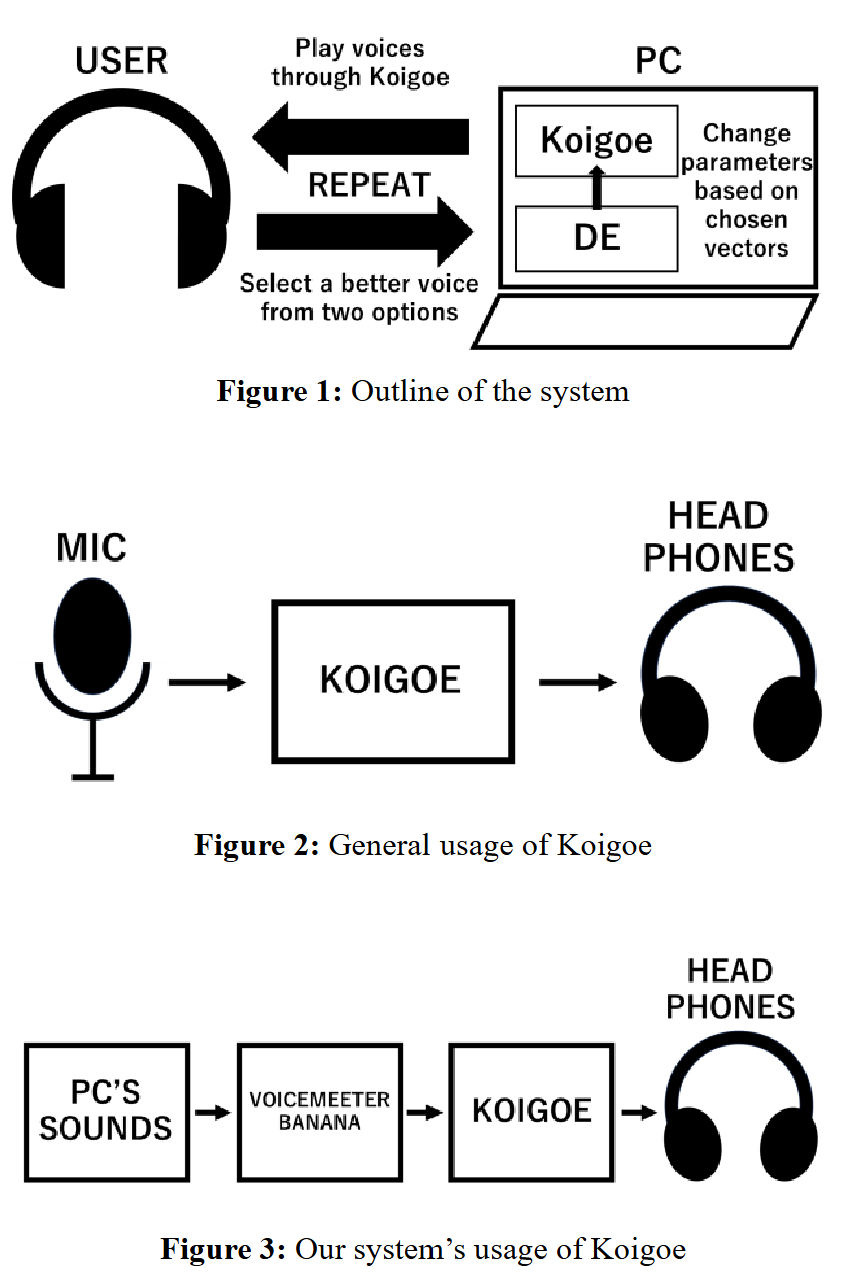 USER
Play voices
through Koigoe
PC
REPEAT
Select a better voice
from two options
Koigoe
DE
Change
parameters
based on
chosen
vectors
Figure 1: Outline of the system
MIC
KOIGOE
HEAD
PHONES
Figure 2: General usage of Koigoe
PC'S
SOUNDS
VOICEMEETER
BANANA
KOIGOE
HEAD
PHONES
Figure 3: Our system's usage of Koigoe